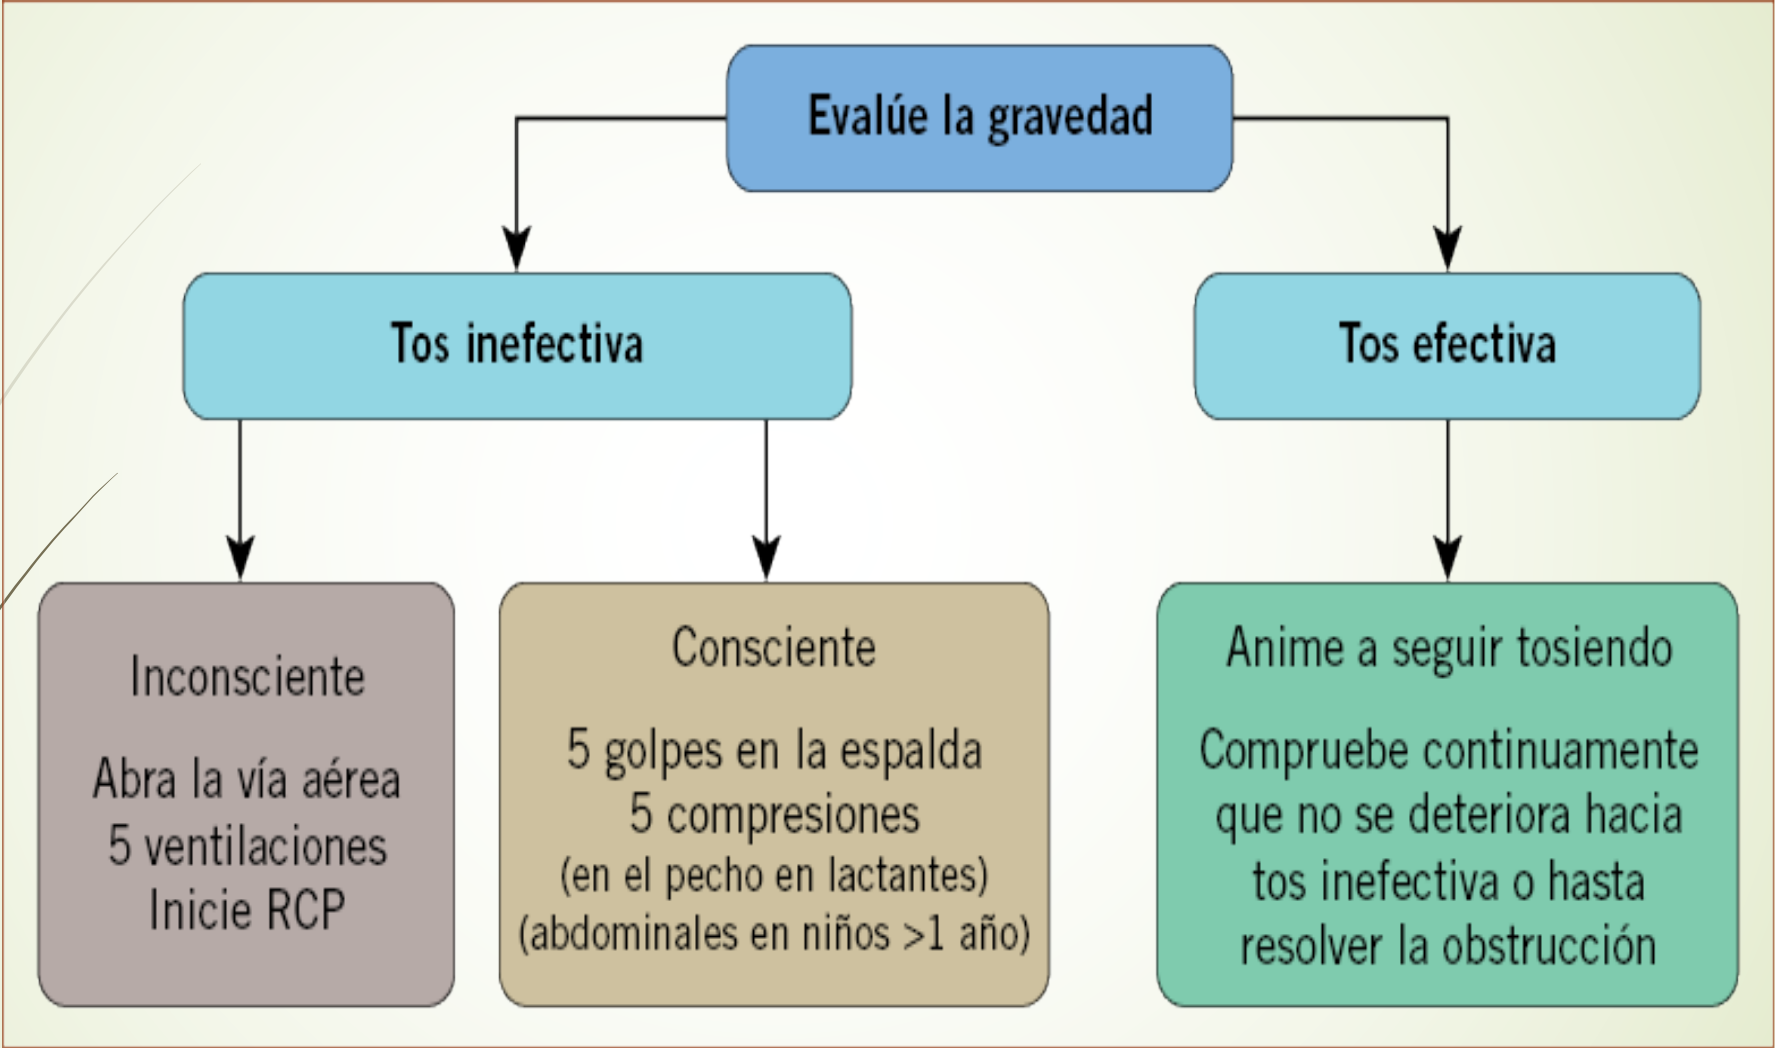 Evalúe la gravedad
Tos inefectiva
Tos efectiva
Inconsciente
Abra la vía aérea
5 ventilaciones
Inicie RCP
Consciente
5 golpes en la espalda
5 compresiones
(en el pecho en lactantes)
(abdominales en niños >1 año)
Anime a seguir tosiendo
Compruebe continuamente
que no se deteriora hacia
tos inefectiva o hasta
resolver la obstrucción